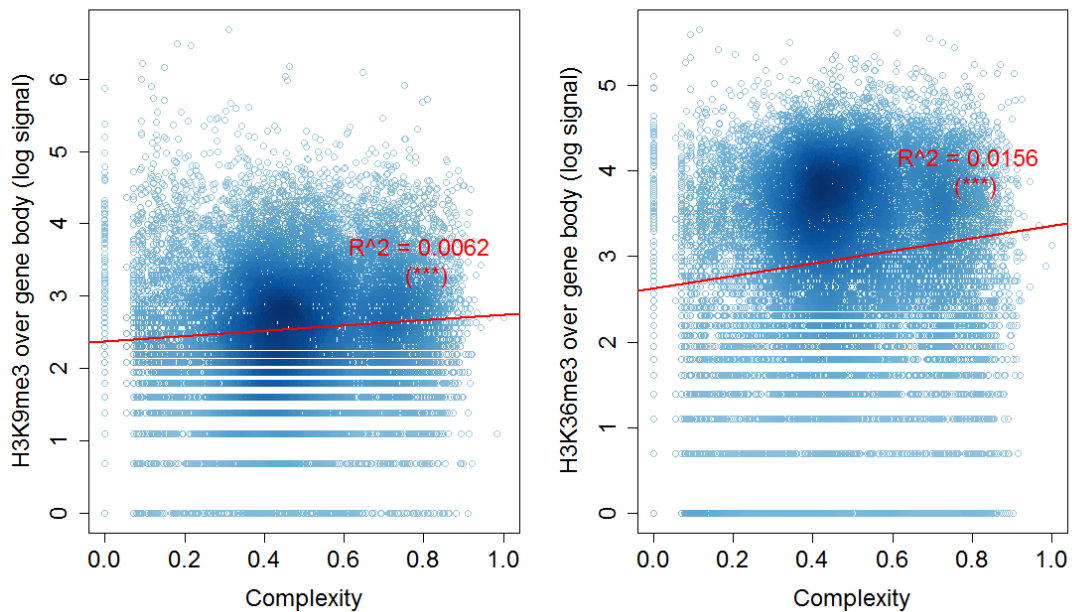 H3K9me3 over gene body (log signal)
6
5
4
3
2
1
0
R^2 = 0.0062
(***)
0.0 0.2 0.4 0.6 0.8 1.0
Complexity
H3K36me3 over gene body (log signal)
5
4
3
2
1
0
R^2 = 0.0156
(***)
0.0 0.2 0.4 0.6 0.8 1.0
Complexity